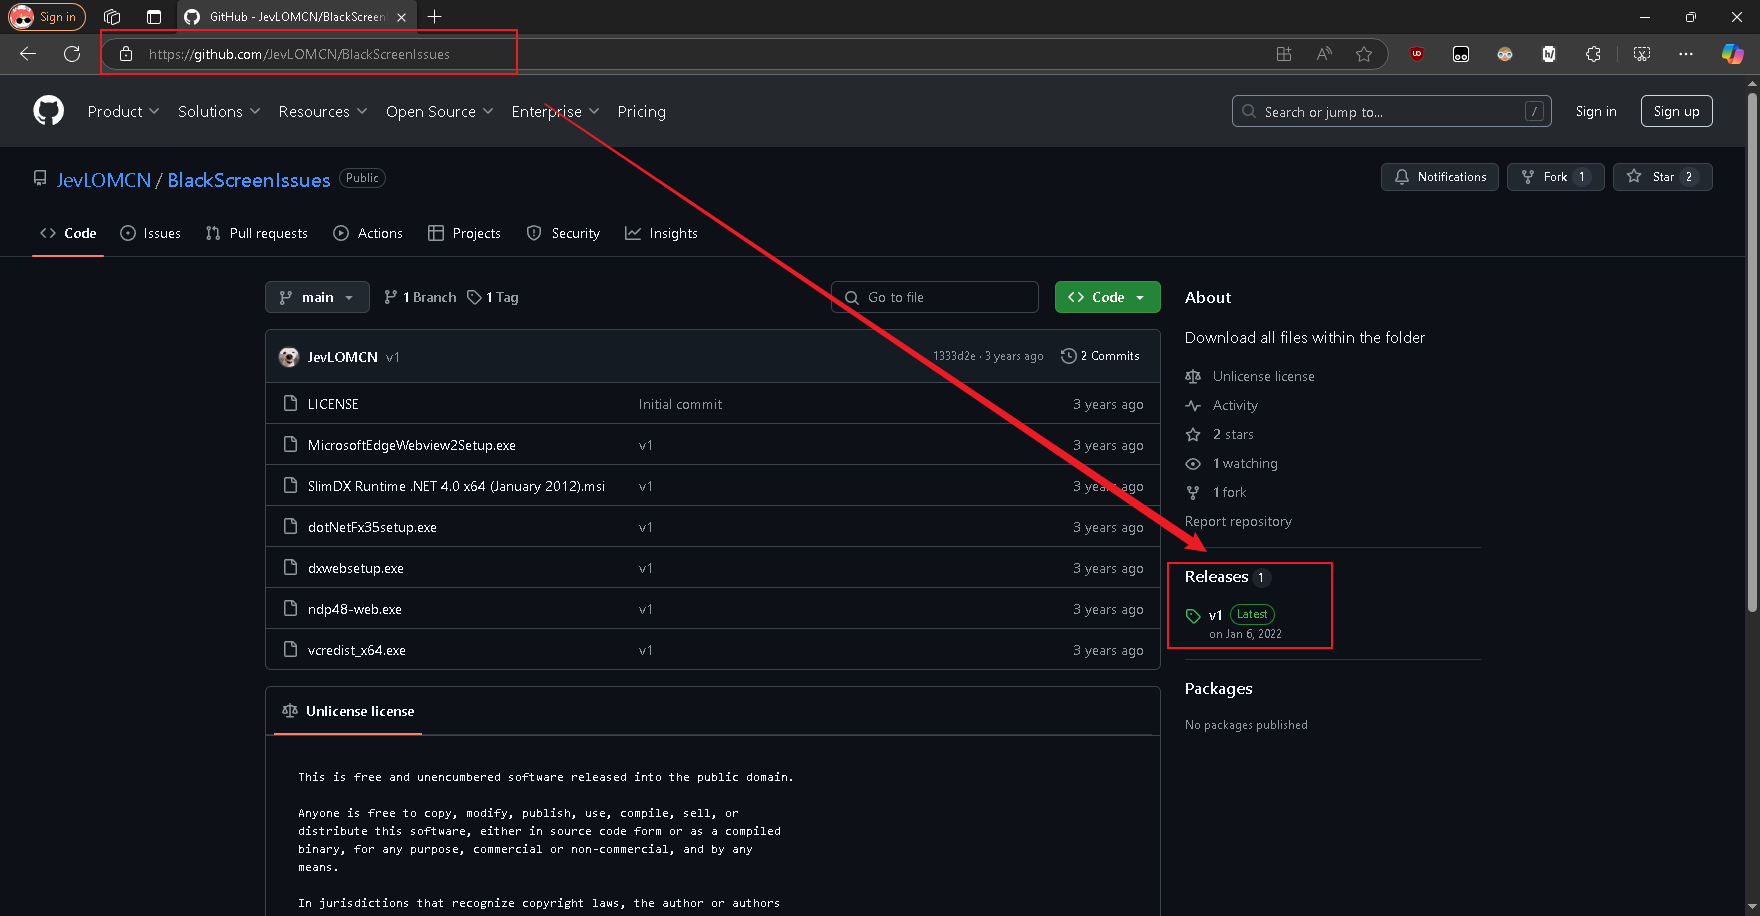 Sign in
GitHub - JevLOMCN/BlackScreenI
https://github.com/JevLOMCN/BlackScreenIssues
Product Solutions Resources Open Source Enterprise Pricing
Search or jump to... /
Sign in
Sign up
JevLOMCN / BlackScreenIssues Public
Notifications
Fork 1
Star 2
Code Issues Pull requests Actions Projects Security Insights
main 1 Branch 1 Tag
Go to file
Code
JevLOMCN v1 1333d2e · 3 years ago 2 Commits
LICENSE Initial commit 3 years ago
MicrosoftEdgeWebview2Setup.exe v1 3 years ago
SlimDX Runtime .NET 4.0 x64 (January 2012).msi v1 3 years ago
dotNetFx35setup.exe v1 3 years ago
dxwebsetup.exe v1 3 years ago
ndp48-web.exe v1 3 years ago
vcredist_x64.exe v1 3 years ago
Unlicense license
This is free and unencumbered software released into the public domain.
Anyone is free to copy, modify, publish, use, compile, sell, or
distribute this software, either in source code form or as a compiled
binary, for any purpose, commercial or non-commercial, and by any
means.
In jurisdictions that recognize copyright laws, the author or authors
About
Download all files within the folder
Unlicense license
Activity
2 stars
1 watching
1 fork
Report repository
Releases 1
v1 Latest
on Jan 6, 2022
Packages
No packages published